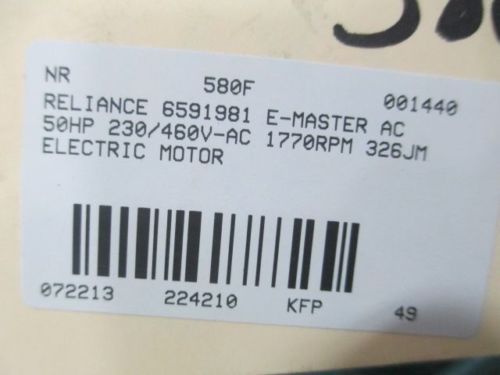 NR 580F 001440
RELIANCE 6591981 E-MASTER AC
50HP 230/460V-AC 1770RPM 326JM
ELECTRIC MOTOR
072213 224210 KFP 49